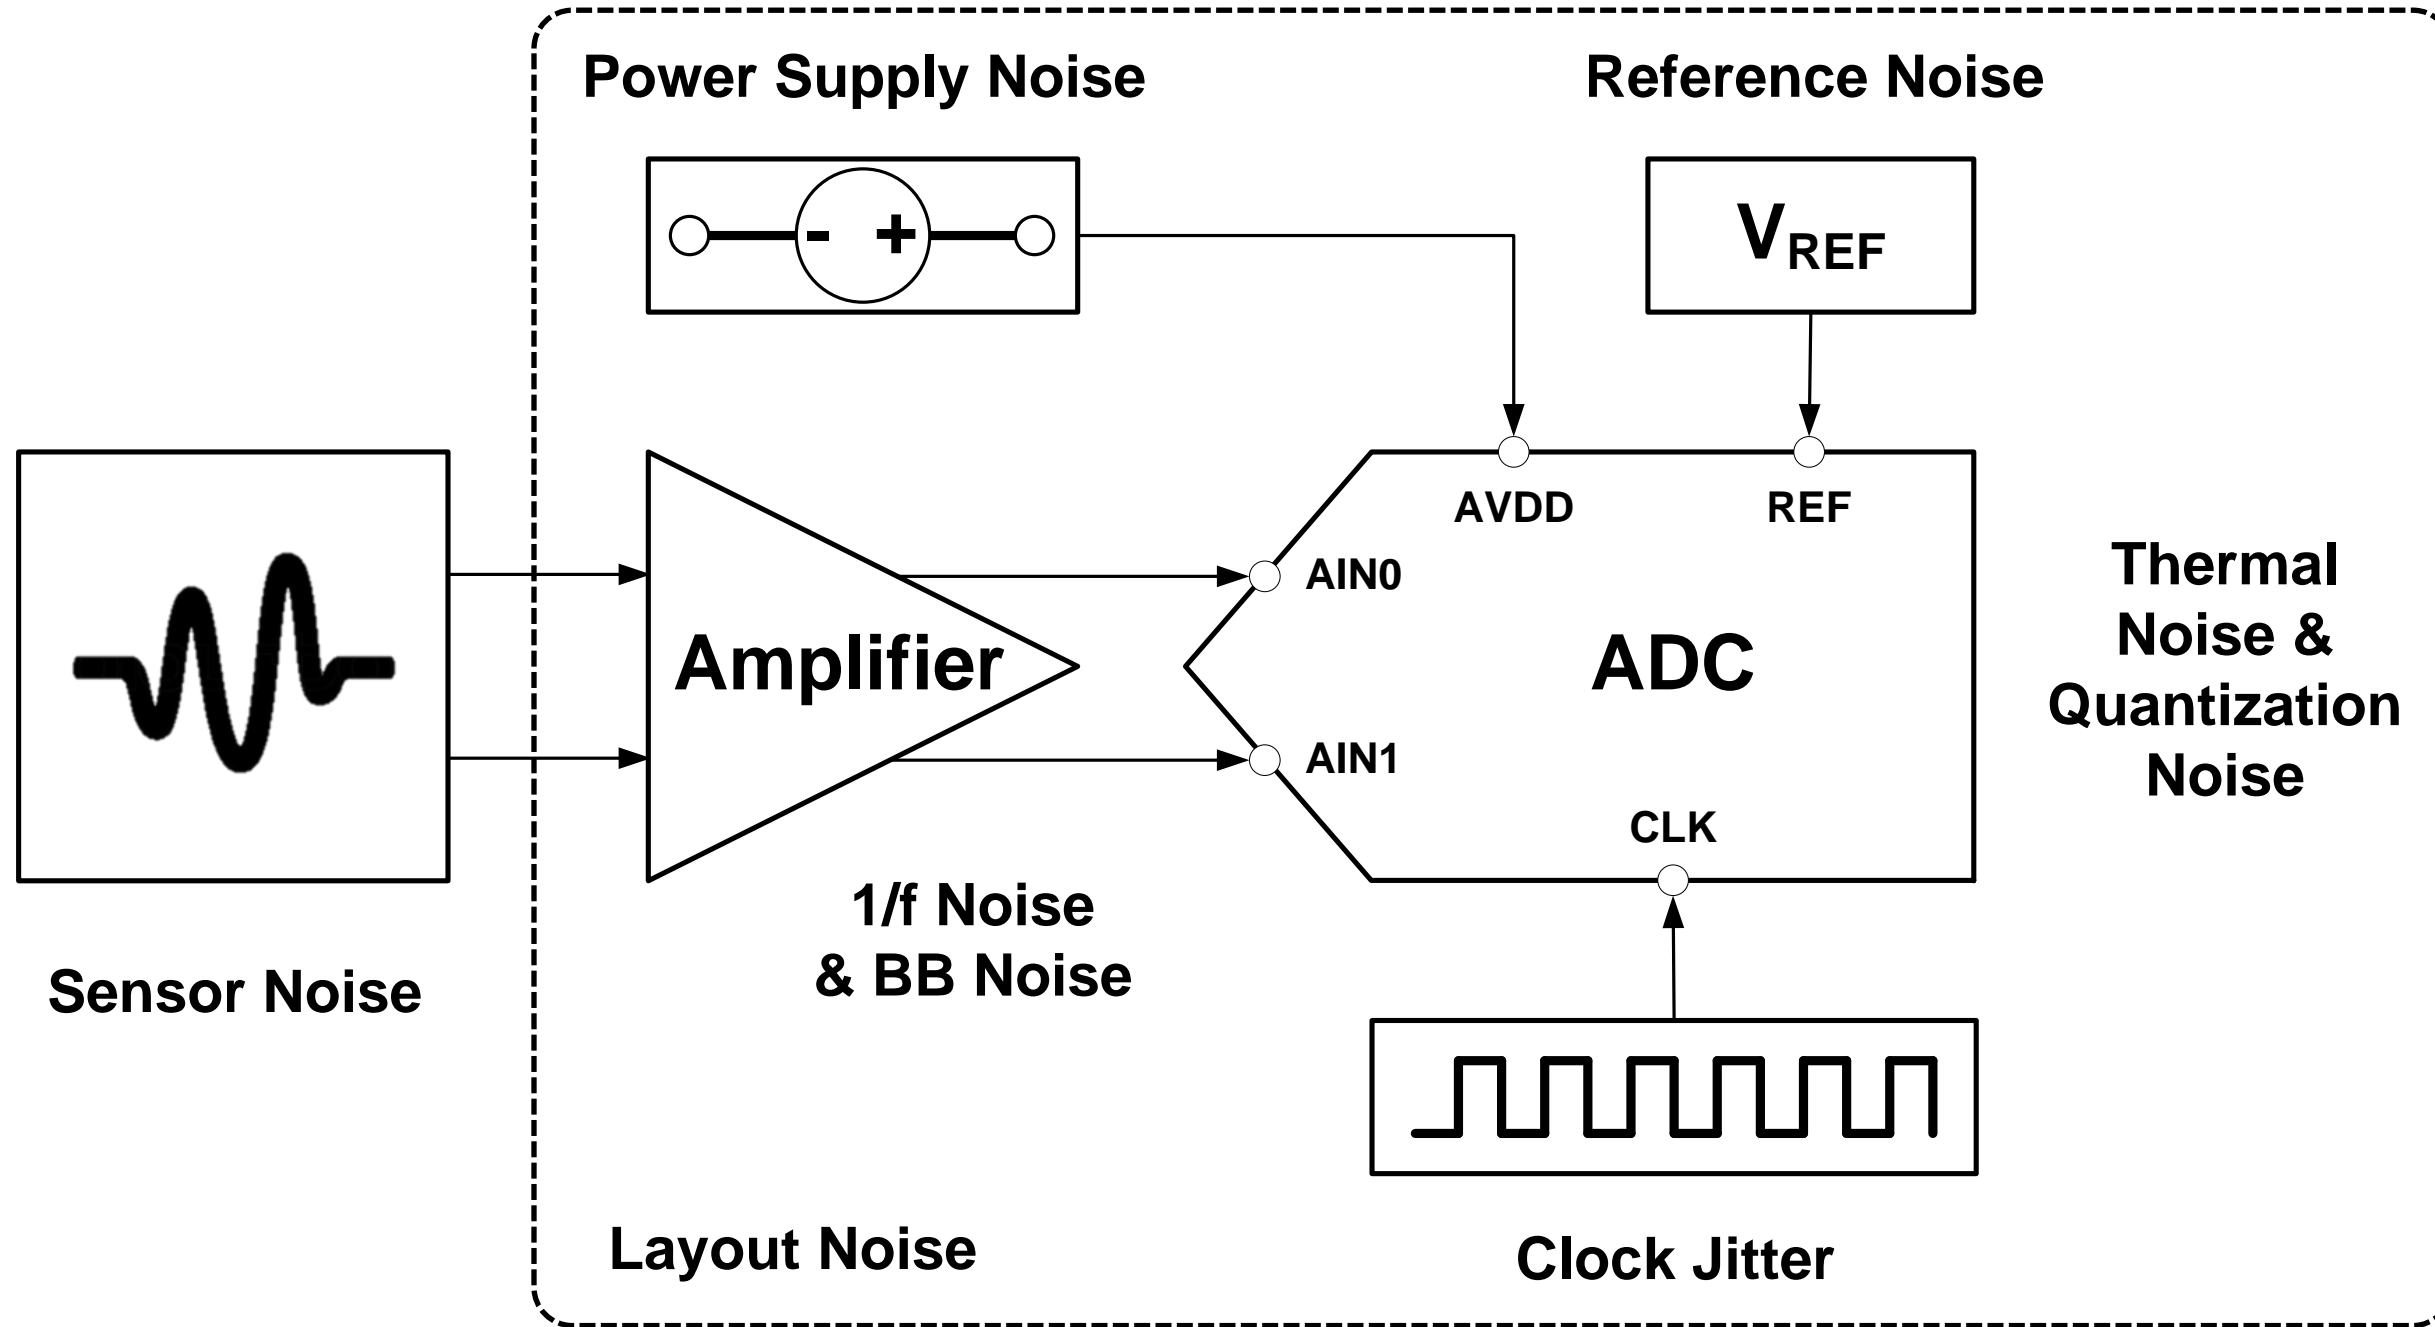 Power Supply Noise
Reference Noise
- +
VREF
AVDD
REF
AIN0
Amplifier
ADC
AIN1
CLK
Thermal
Noise &
Quantization
Noise
1/f Noise
& BB Noise
Sensor Noise
Layout Noise
Clock Jitter